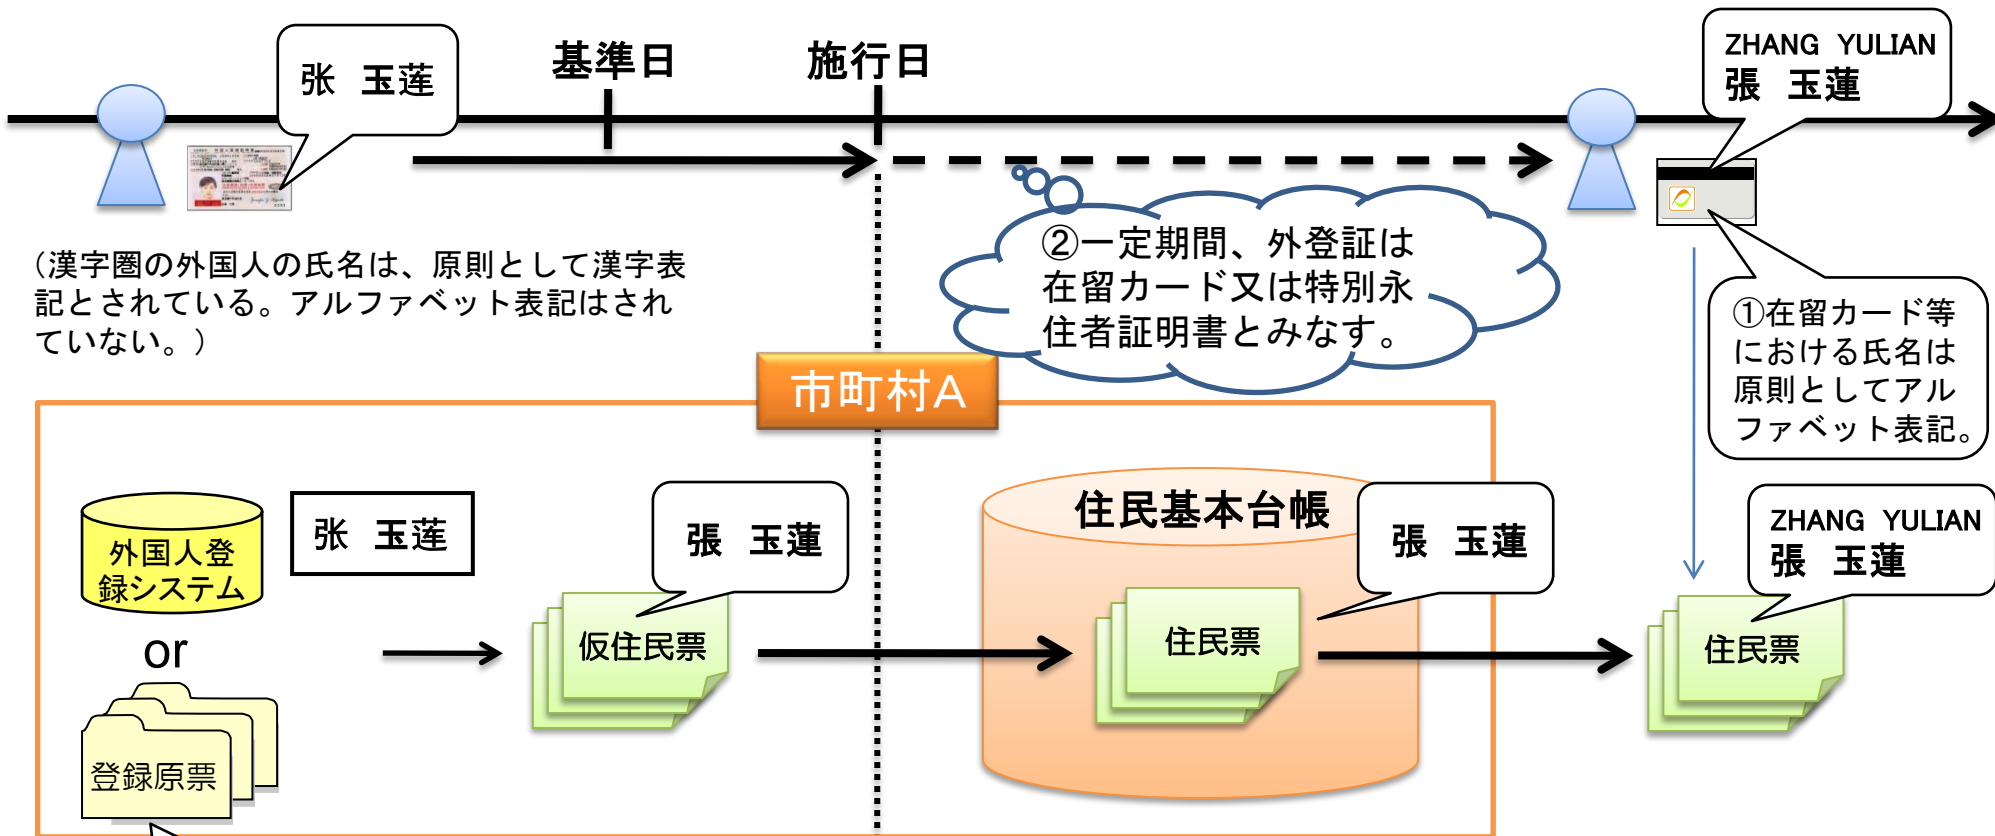 张　玉莲
基準日
施行日
ZHANG　YULIAN
張　玉蓮
（漢字圏の外国人の氏名は、原則として漢字表
記とされている。アルファベット表記はされ
ていない。）
②一定期間、外登証は
在留カード又は特別永
住者証明書とみなす。
①在留カード等
における氏名は
原則としてアル
ファベット表記。
市町村A
外国人登
録システム
张　玉莲
or
登録原票
張　玉蓮
仮住民票
住民基本台帳
張　玉蓮
住民票
ZHANG　YULIAN
張　玉蓮
住民票